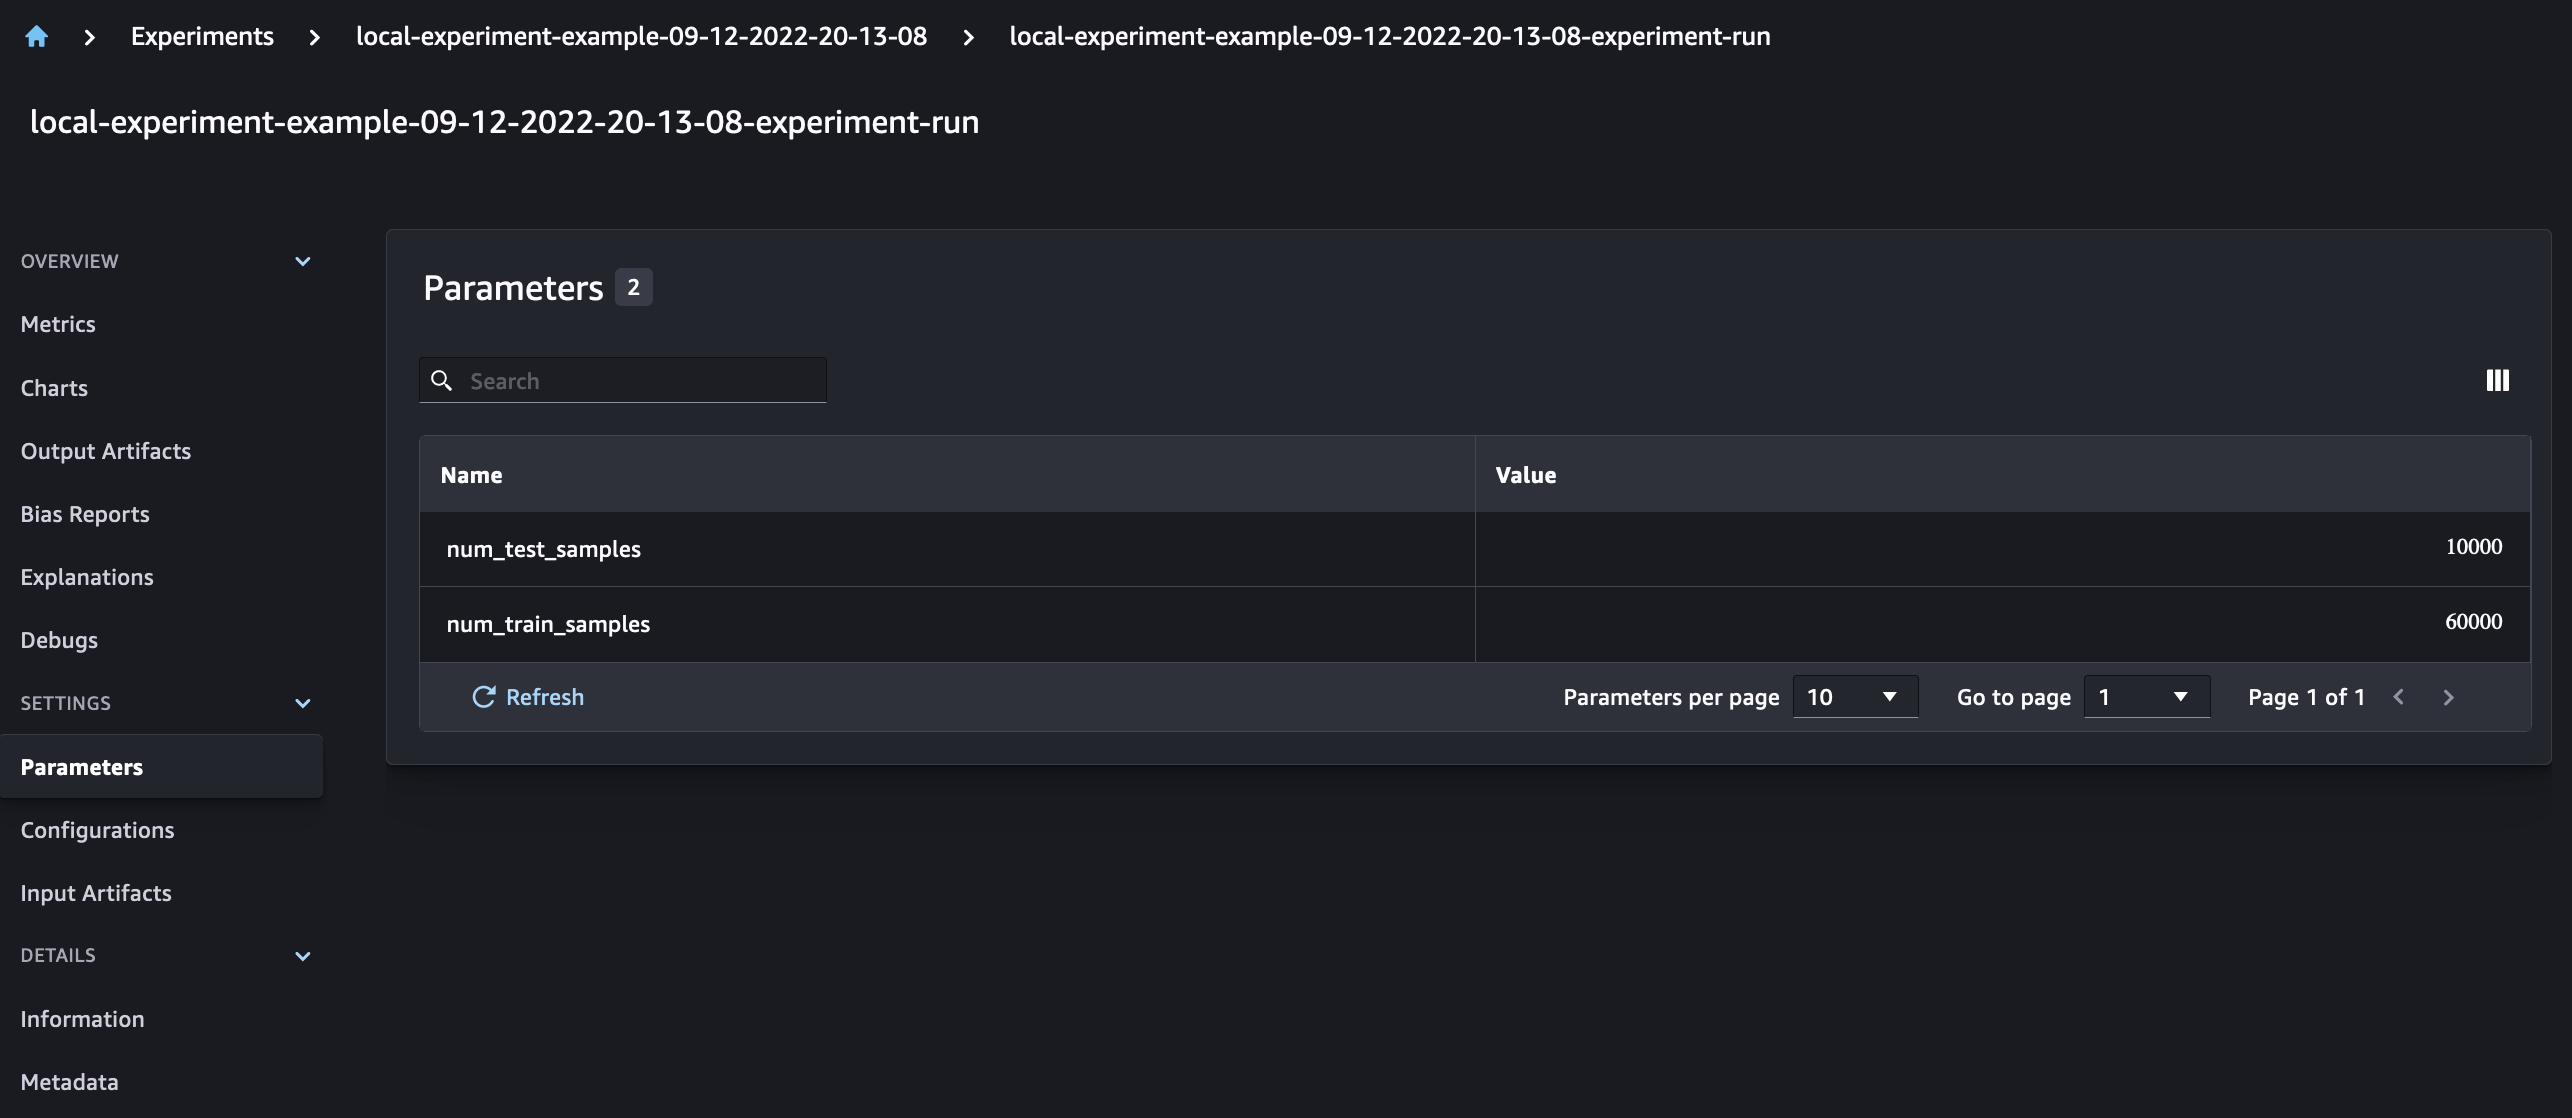 Experiments local-experiment-example-09-12-2022-20-13-08 local-experiment-example-09-12-2022-20-13-08-experiment-run
local-experiment-example-09-12-2022-20-13-08-experiment-run
OVERVIEW
Metrics
Charts
Output Artifacts
Bias Reports
Explanations
Debugs
SETTINGS
Parameters
Configurations
Input Artifacts
DETAILS
Information
Metadata
Parameters 2
Search
Name Value
num_test_samples 10000
num_train_samples 60000
Refresh Parameters per page 10 Go to page 1 Page 1 of 1